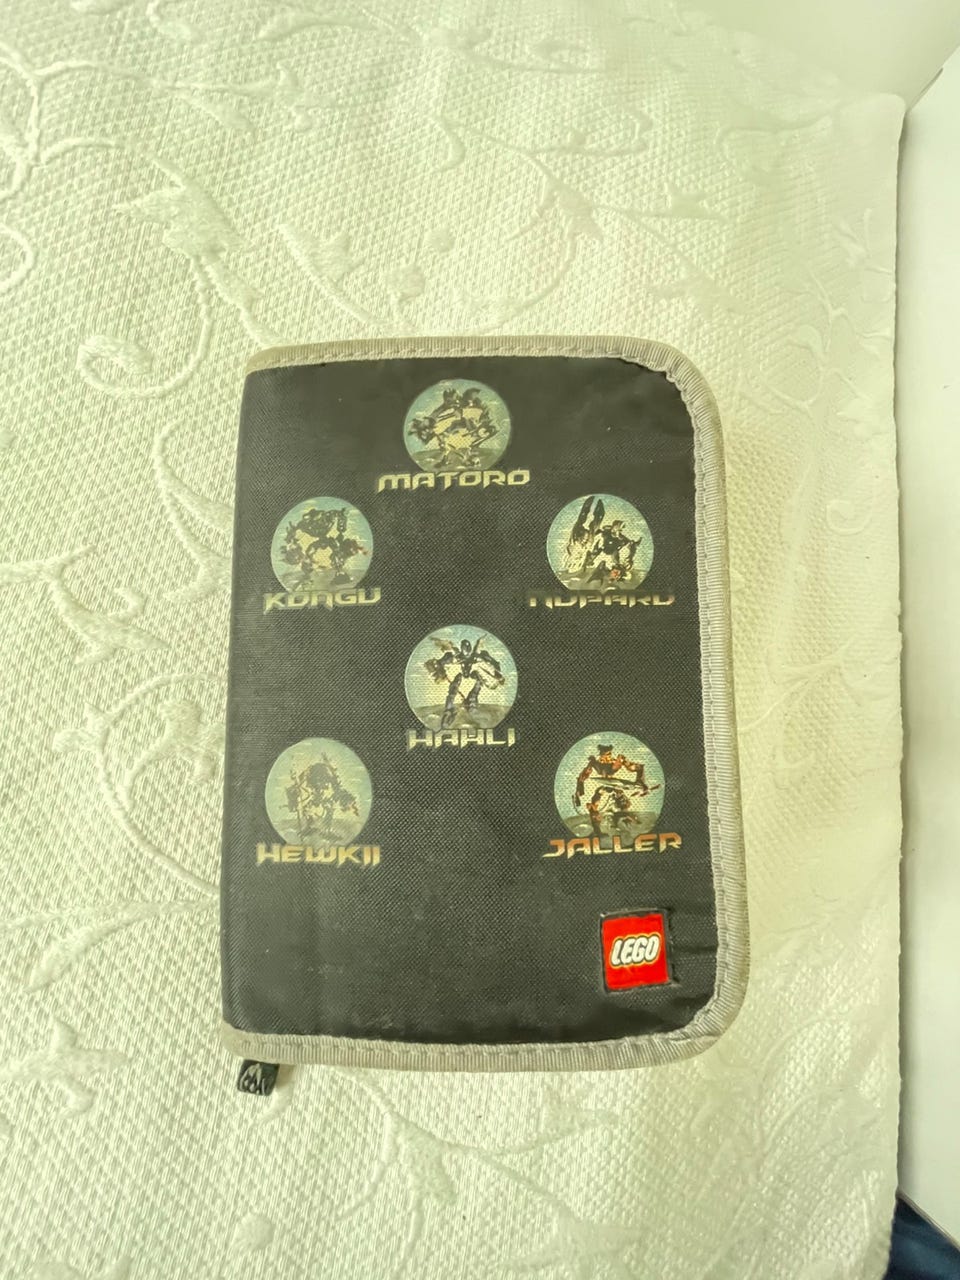 MATORO
KONGU
NUPARU
HAHLI
HEWKII
JALLER
LEGO